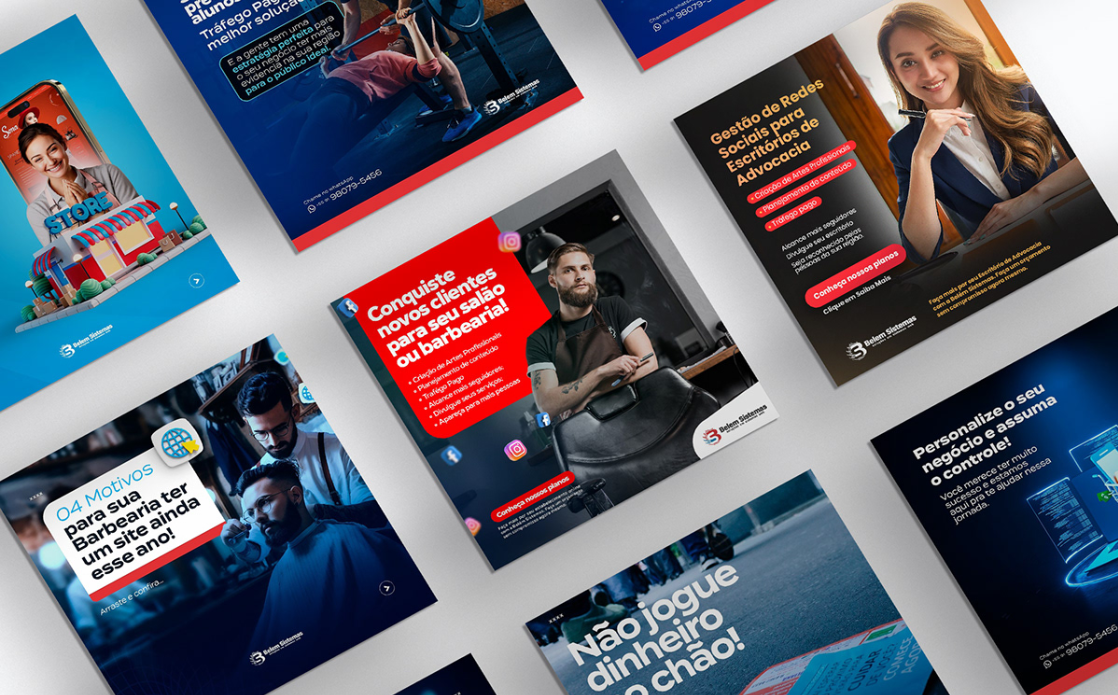 STORE
Belem Sistemas
alunos
Tráfego Pago
melhor solução
E a gente tem uma
estratégia perfeita para
o seu negócio ter mais
evidencia na sua região
para o público ideal!
Belem Sistemas
Chame no whatsApp
98079-5456
Chame no whatsApp
Gestão de Redes
Sociais para
Escritórios de
Advocacia
• Criação de Artes Profissionais
• Planejamento de conteúdo
• Tráfego pago
Alcance mais seguidores
Divulgue seu escritório
Seja reconhecido pelas
pessoas da sua região.
Conheça nossos planos
Clique em Saiba Mais
Faça mais por seu Escritório de Advocacia
com a Belem Sistemas. Faça um orçamento
sem compromisso agora mesmo.
Belem Sistemas
Conquiste
novos clientes
para seu salão
ou barbearia!
• Criação de Artes Profissionais
• Planejamento de conteúdo
• Tráfego Pago
• Alcance mais seguidores;
• Divulgue seus serviços;
• Apareça para mais pessoas
Conheça nossos planos
Belem Sistemas
04 Motivos
para sua
Barbearia ter
um site ainda
esse ano!
Arraste e confira...
Belem Sistemas
Não jogue
dinheiro
o chão!
CUIDAR
Personalize o seu
negócio e assuma
o controle!
Você merece ter muito
sucesso e estamos
aqui pra te ajudar nessa
jornada.
Chame no whatsApp
98079-5456